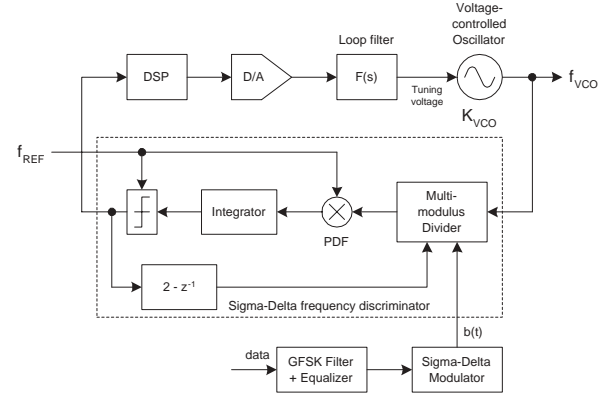 Voltage-
controlled
Oscillator
Loop filter
DSP
D/A
F(s)
f_VCO
Tuning
voltage
K_VCO
f_REF
Integrator
PDF
Multi-
modulus
Divider
2 - z⁻¹
Sigma-Delta frequency discriminator
b(t)
data
GFSK Filter
+ Equalizer
Sigma-Delta
Modulator